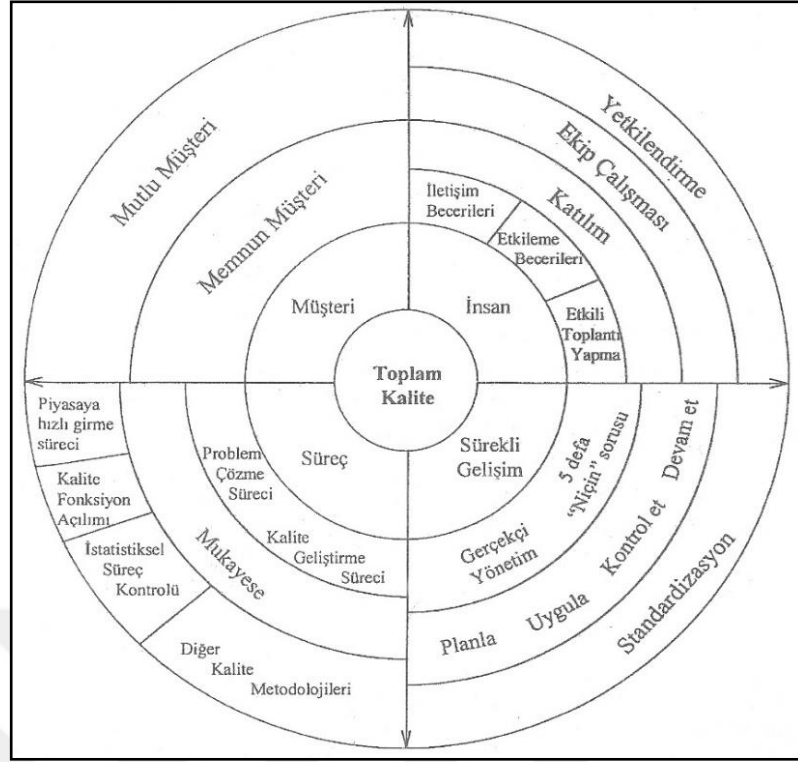 Mutlu Müşteri
Memnun Müşteri
Müşteri
Yetkilendirme
Ekip Çalışması
Katılım
İletişim
Becerileri
Etkileme
Becerileri
Etkili
Toplantı
Yapma
İnsan
Toplam
Kalite
Süreç
Problem
Çözme
Süreci
Kalite
Geliştirme
Süreci
Mukayese
Piyasaya
hızlı girme
süreci
Kalite
Fonksiyon
Açılımı
İstatistiksel
Süreç
Kontrolü
Diğer
Kalite
Metodolojileri
Sürekli
Gelişim
5 defa
“Niçin” sorusu
Gerçekçi
Yönetim
Planla
Uygula
Kontrol et
Devam et
Standardizasyon